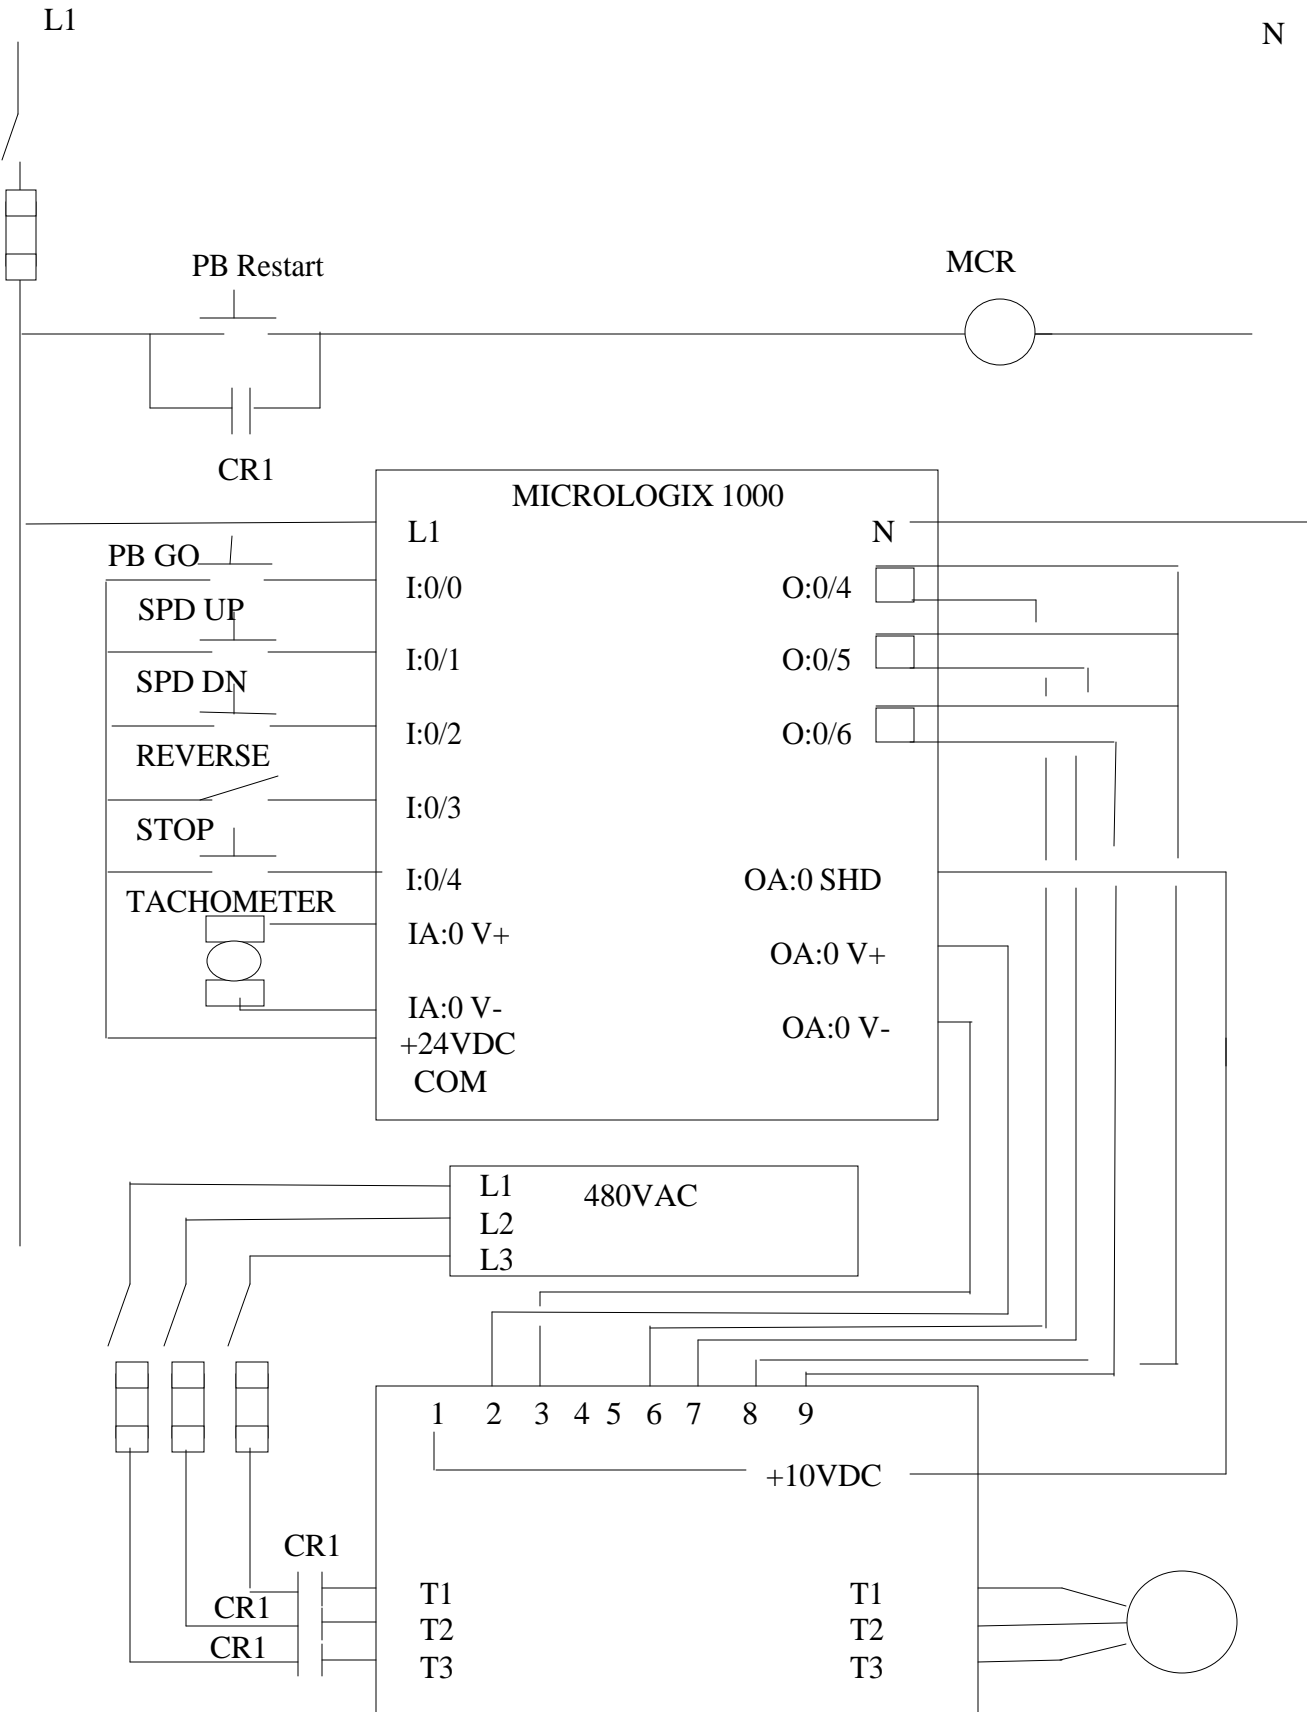 L1
N
PB Restart
MCR
CR1
MICROLOGIX 1000
L1
N
PB GO
I:0/0
O:0/4
SPD UP
I:0/1
O:0/5
SPD DN
I:0/2
O:0/6
REVERSE
I:0/3
STOP
I:0/4
OA:0 SHD
TACHOMETER
IA:0 V+
OA:0 V+
IA:0 V-
OA:0 V-
+24VDC
COM
L1
480VAC
L2
L3
1 2 3 4 5 6 7 8 9
+10VDC
CR1
T1
T1
CR1
T2
T2
CR1
T3
T3